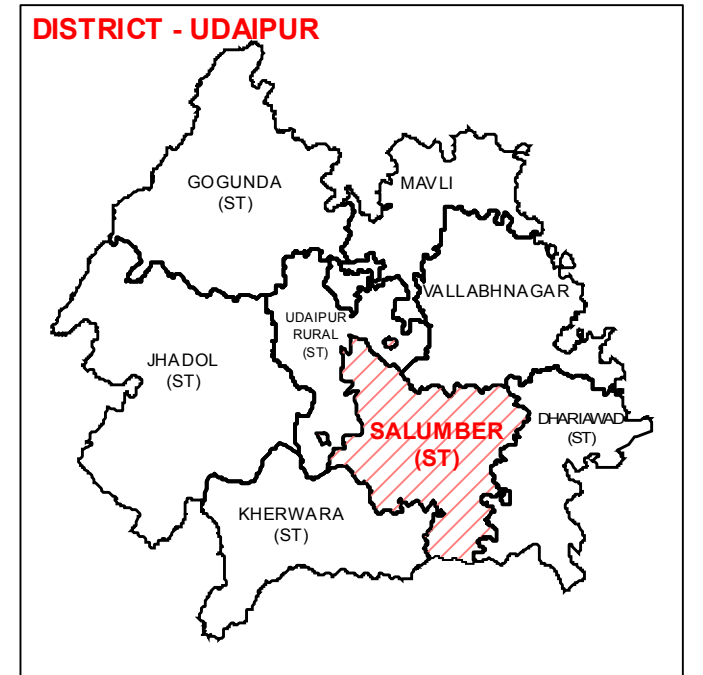 DISTRICT - UDAIPUR
GOGUNDA
(ST)
MAVLI
VALLABHNAGAR
UDAIPUR
RURAL
(ST)
JHADOL
(ST)
SALUMBER
(ST)
DHARIAWAD
(ST)
KHERWARA
(ST)